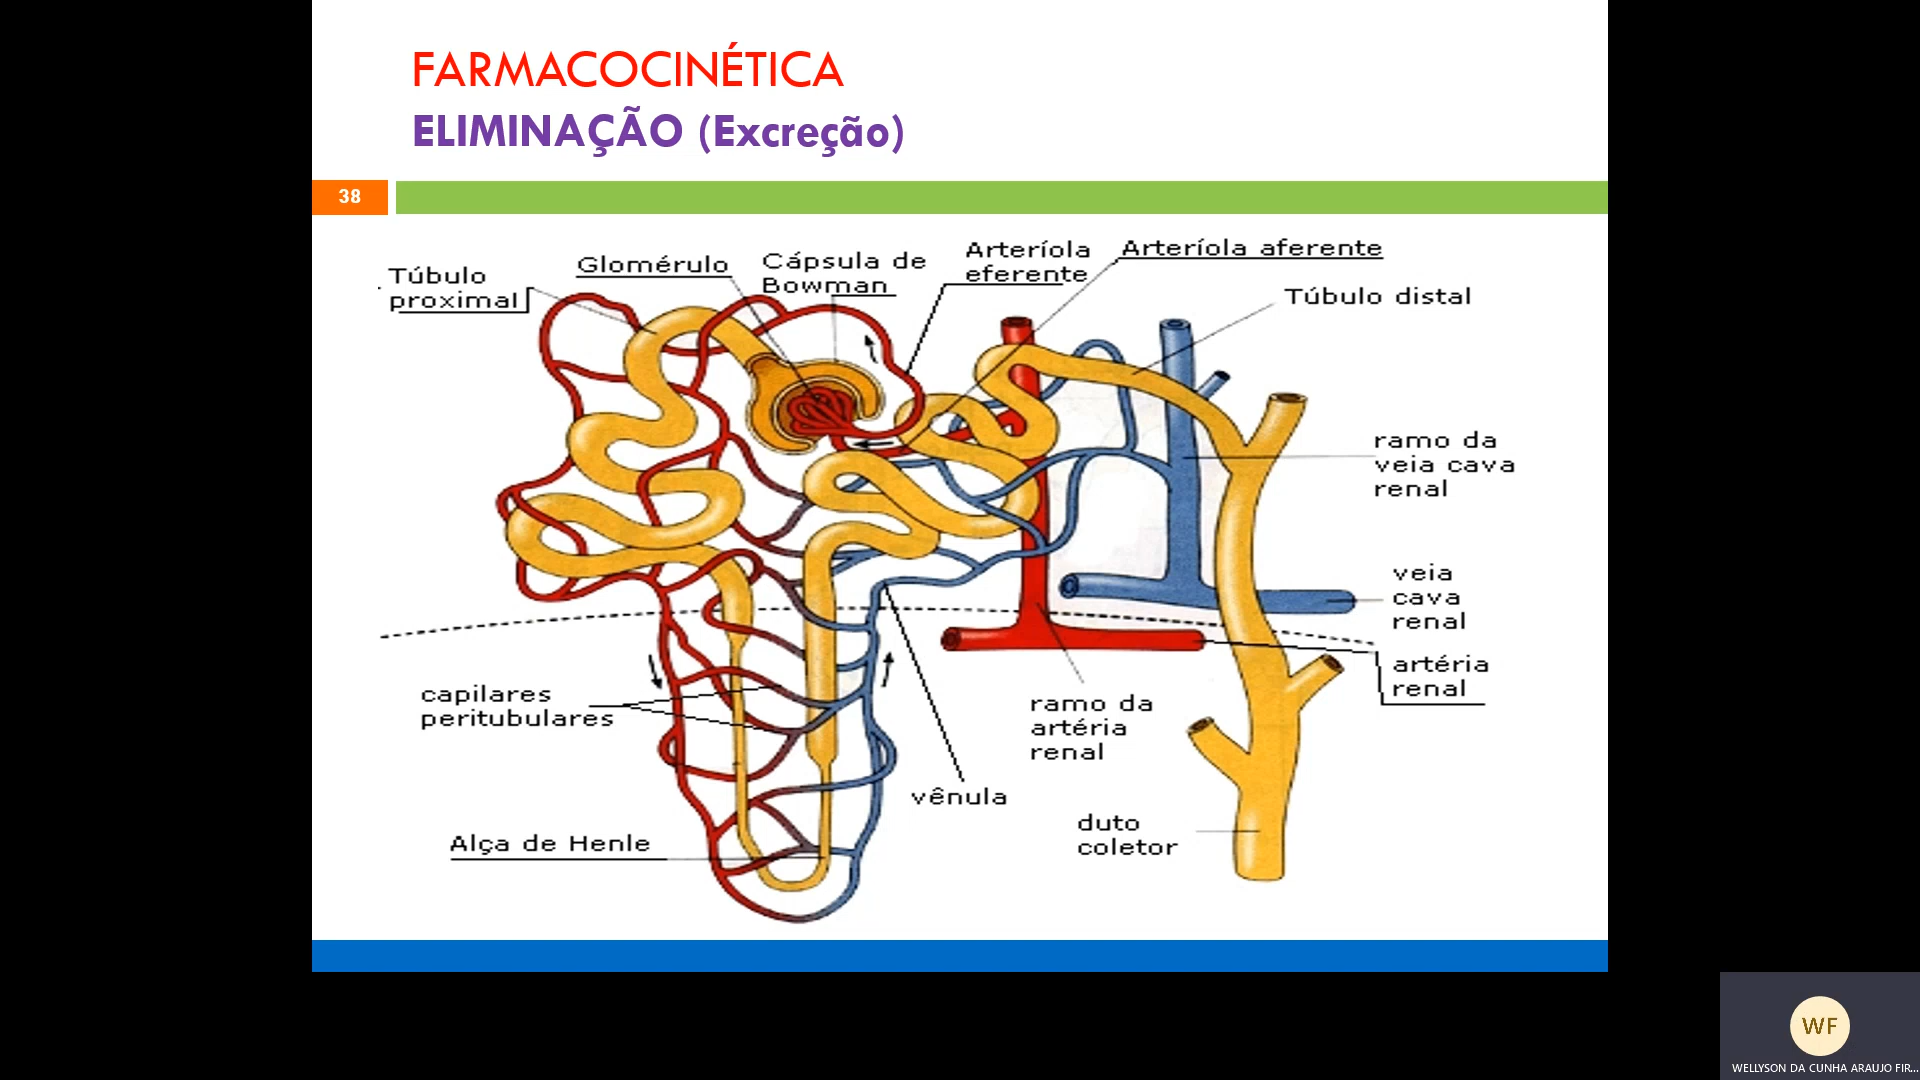 FARMACOCINÉTICA
ELIMINAÇÃO (Excreção)
38
Túbulo
proximal
Glomérulo
Cápsula de
Bowman
Arteríola
eferente
Arteríola aferente
Túbulo distal
ramo da
veia cava
renal
veia
cava
renal
artéria
renal
capilares
peritubulares
ramo da
artéria
renal
vênula
duto
coletor
Alça de Henle
WF
WELLYSON DA CUNHA ARAUJO FIR...